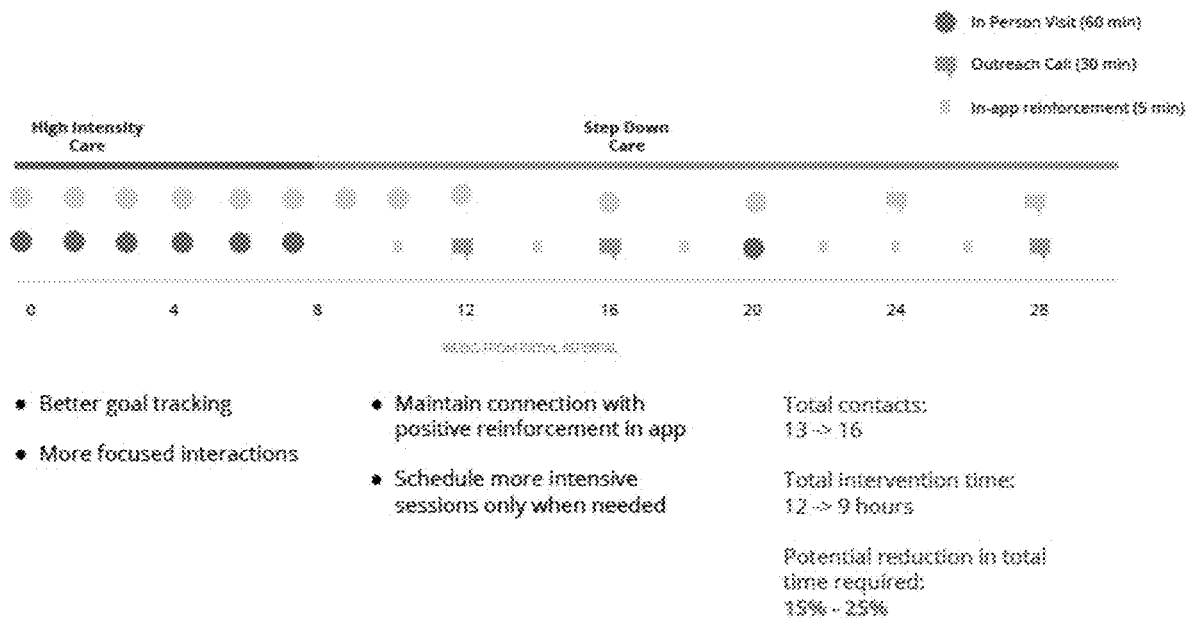 In Person Visit (60 min)
Outreach Call (30 min)
In-app reinforcement (5 min)
High Intensity
Care
Step Down
Care
0 4 8 12 16 20 24 28
• Better goal tracking
• More focused interactions
• Maintain connection with
positive reinforcement in app
• Schedule more intensive
sessions only when needed
Total contacts:
13 -> 16
Total intervention time:
12 -> 9 hours
Potential reduction in total
time required:
15% - 25%